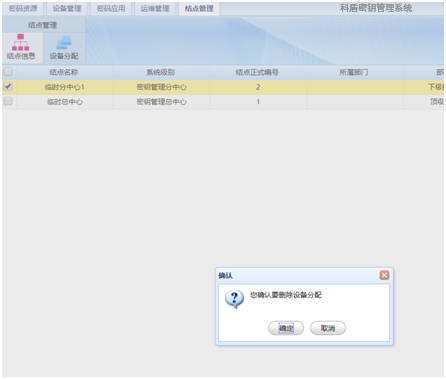 密码资源 设备管理 密码应用 运维管理 结点管理 科盾密钥管理系统
结点管理
结点信息 设备分配
结点名称 系统级别 结点正式编号 所属部门
临时分中心1 密钥管理分中心 2 下级
临时总中心 密钥管理总中心 1 顶级
确认
您确认要删除设备分配
确定 取消